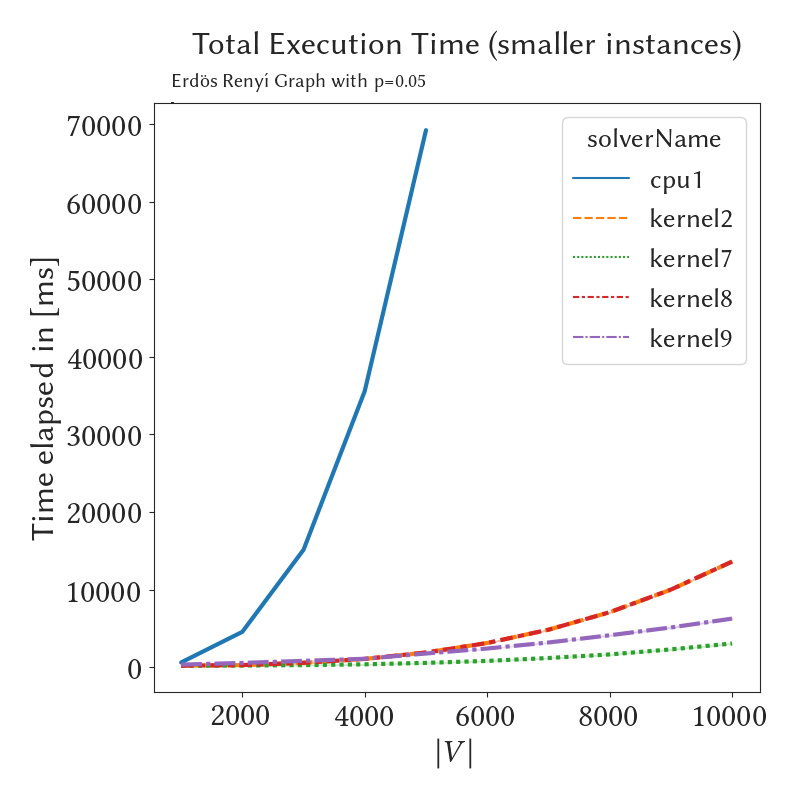 Total Execution Time (smaller instances)
Erdös Renyí Graph with p=0.05
70000
60000
50000
40000
30000
20000
10000
0
Time elapsed in [ms]
solverName
cpu1
kernel2
kernel7
kernel8
kernel9
2000 4000 6000 8000 10000
|V|